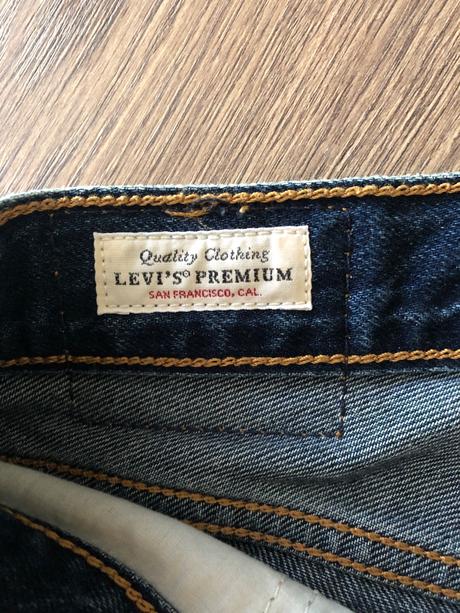 Quality Clothing
LEVI'S® PREMIUM
SAN FRANCISCO, CAL.